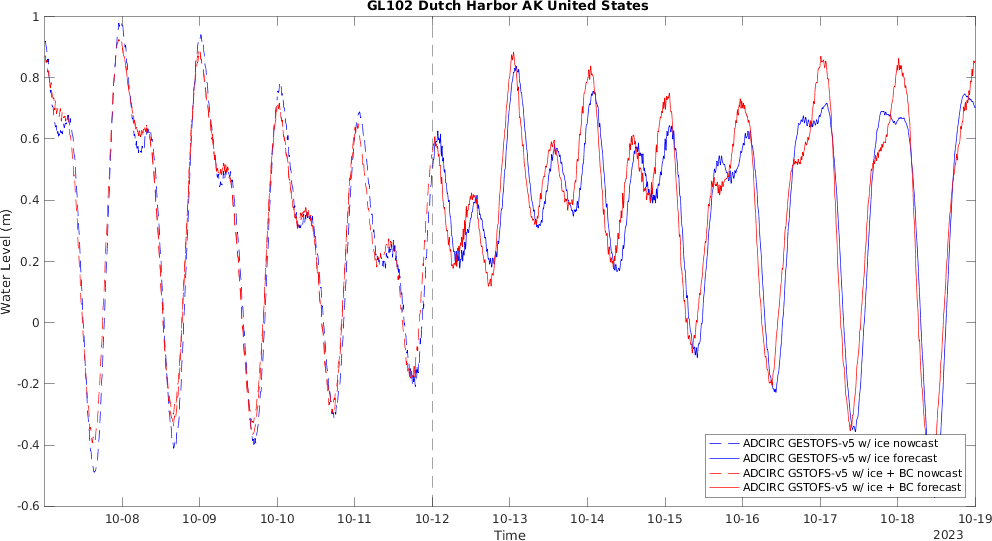 GL102 Dutch Harbor AK United States
Water Level (m)
1
0.8
0.6
0.4
0.2
0
-0.2
-0.4
-0.6
ADCIRC GESTOFS-v5 w/ ice nowcast
ADCIRC GESTOFS-v5 w/ ice forecast
ADCIRC GSTOFS-v5 w/ ice + BC nowcast
ADCIRC GSTOFS-v5 w/ ice + BC forecast
10-08 10-09 10-10 10-11 10-12 10-13 10-14 10-15 10-16 10-17 10-18 10-19
Time
2023